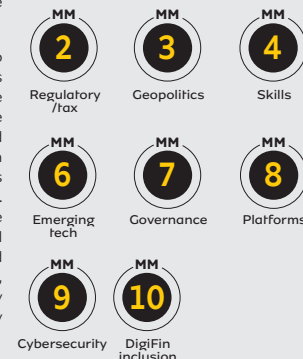 MM MM MM
2 3 4
Regulatory Geopolitics Skills
/tax
MM MM MM
6 7 8
Emerging Governance Platforms
tech
MM MM
9 10
Cybersecurity DigiFin
inclusion